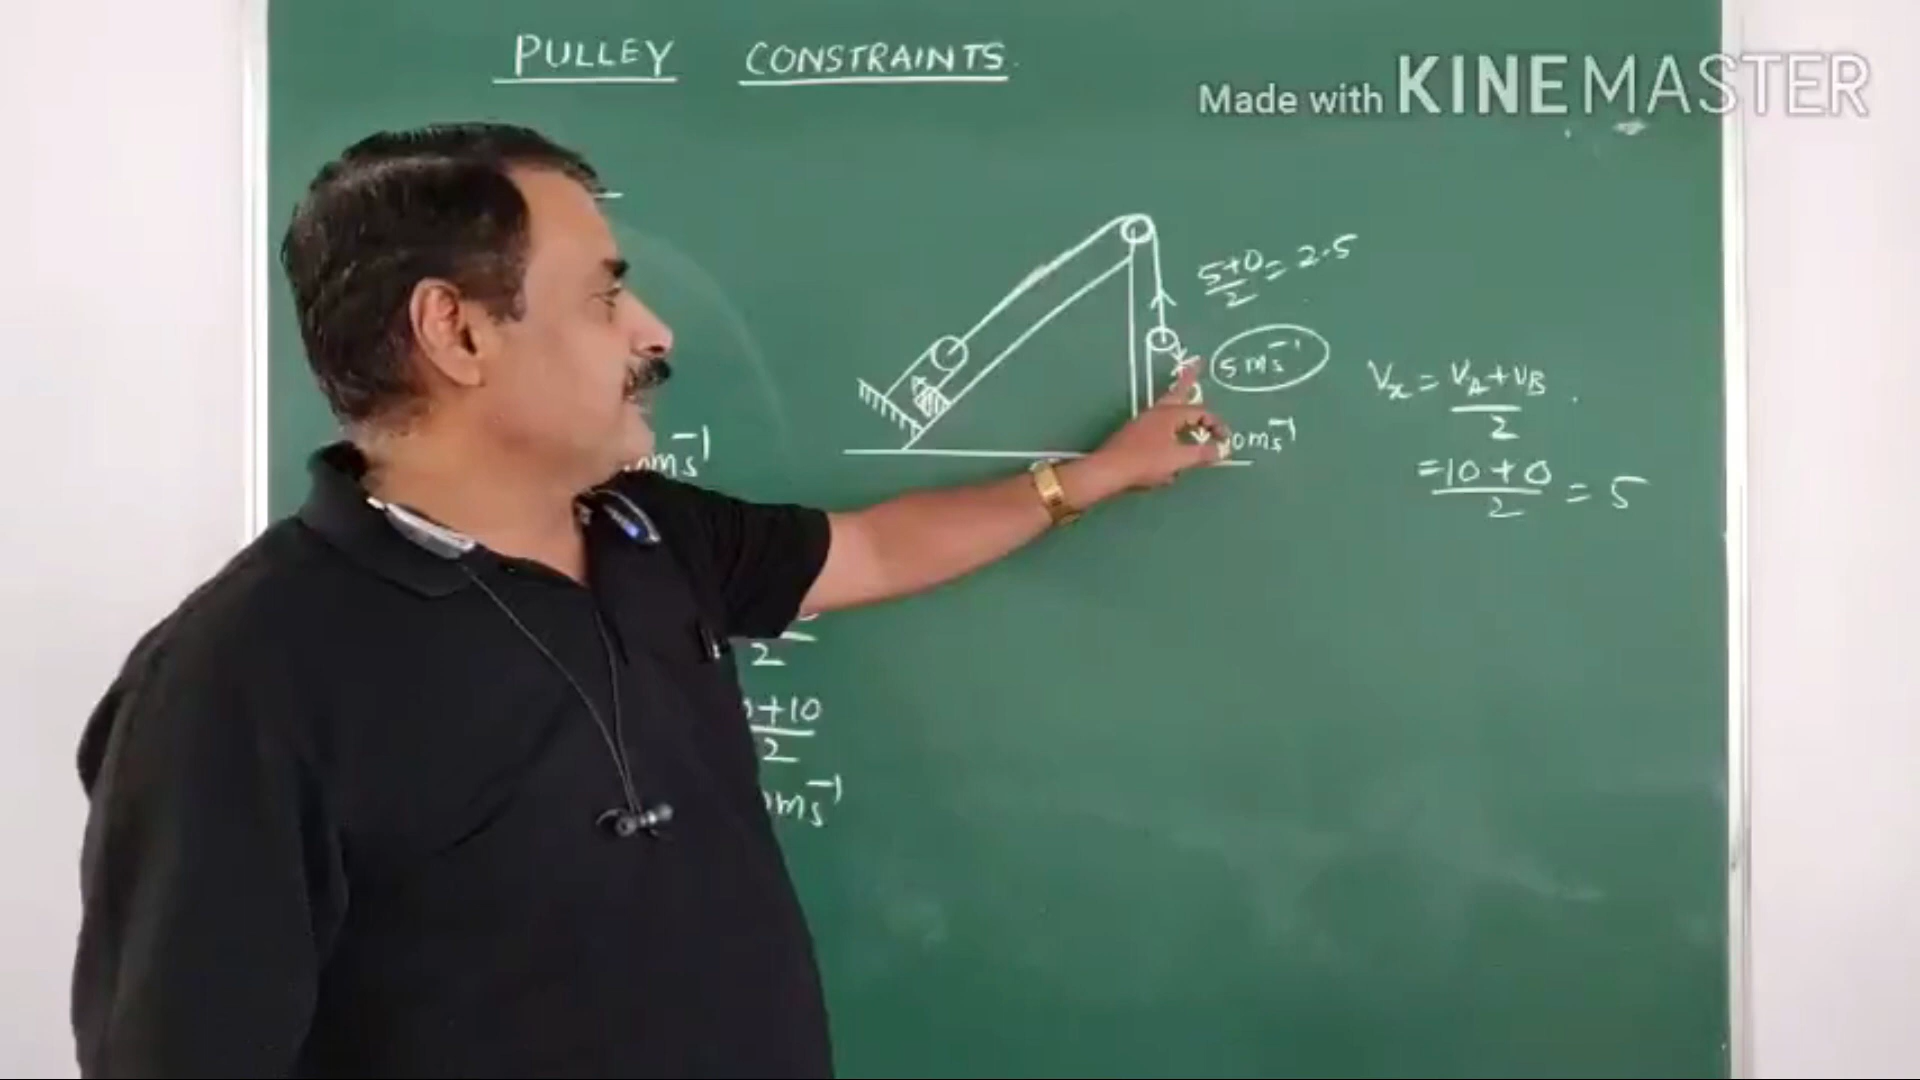 PULLEY CONSTRAINTS
Made with KINEMASTER
5+0/2 = 2.5
5 ms⁻¹
Vx = VA+VB/2
ms⁻¹
= 10+0/2 = 5
ms⁻¹
2
+10
2
ms⁻¹